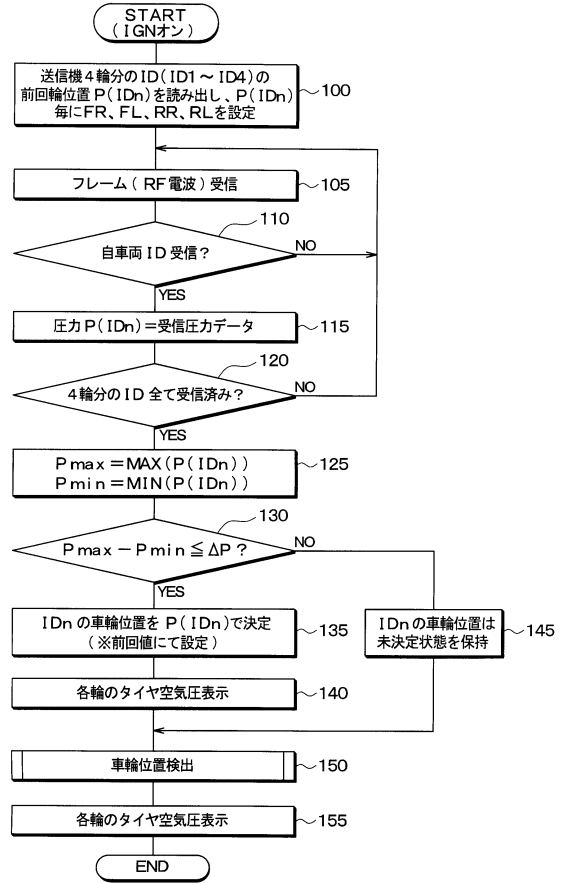 START
(IGNオン)
送信機4輪分のID(ID1～ID4)の
前回輪位置P(IDn)を読み出し、P(IDn)
毎にFR、FL、RR、RLを設定
100
フレーム(RF電波)受信
105
110
自車両ID受信?
NO
YES
圧力P(IDn)=受信圧力データ
115
120
4輪分のID全て受信済み?
NO
YES
Pmax=MAX(P(IDn))
Pmin=MIN(P(IDn))
125
130
Pmax-Pmin≦ΔP?
NO
YES
IDnの車輪位置をP(IDn)で決定
(※前回値にて設定)
135
IDnの車輪位置は
未決定状態を保持
145
各輪のタイヤ空気圧表示
140
車輪位置検出
150
各輪のタイヤ空気圧表示
155
END